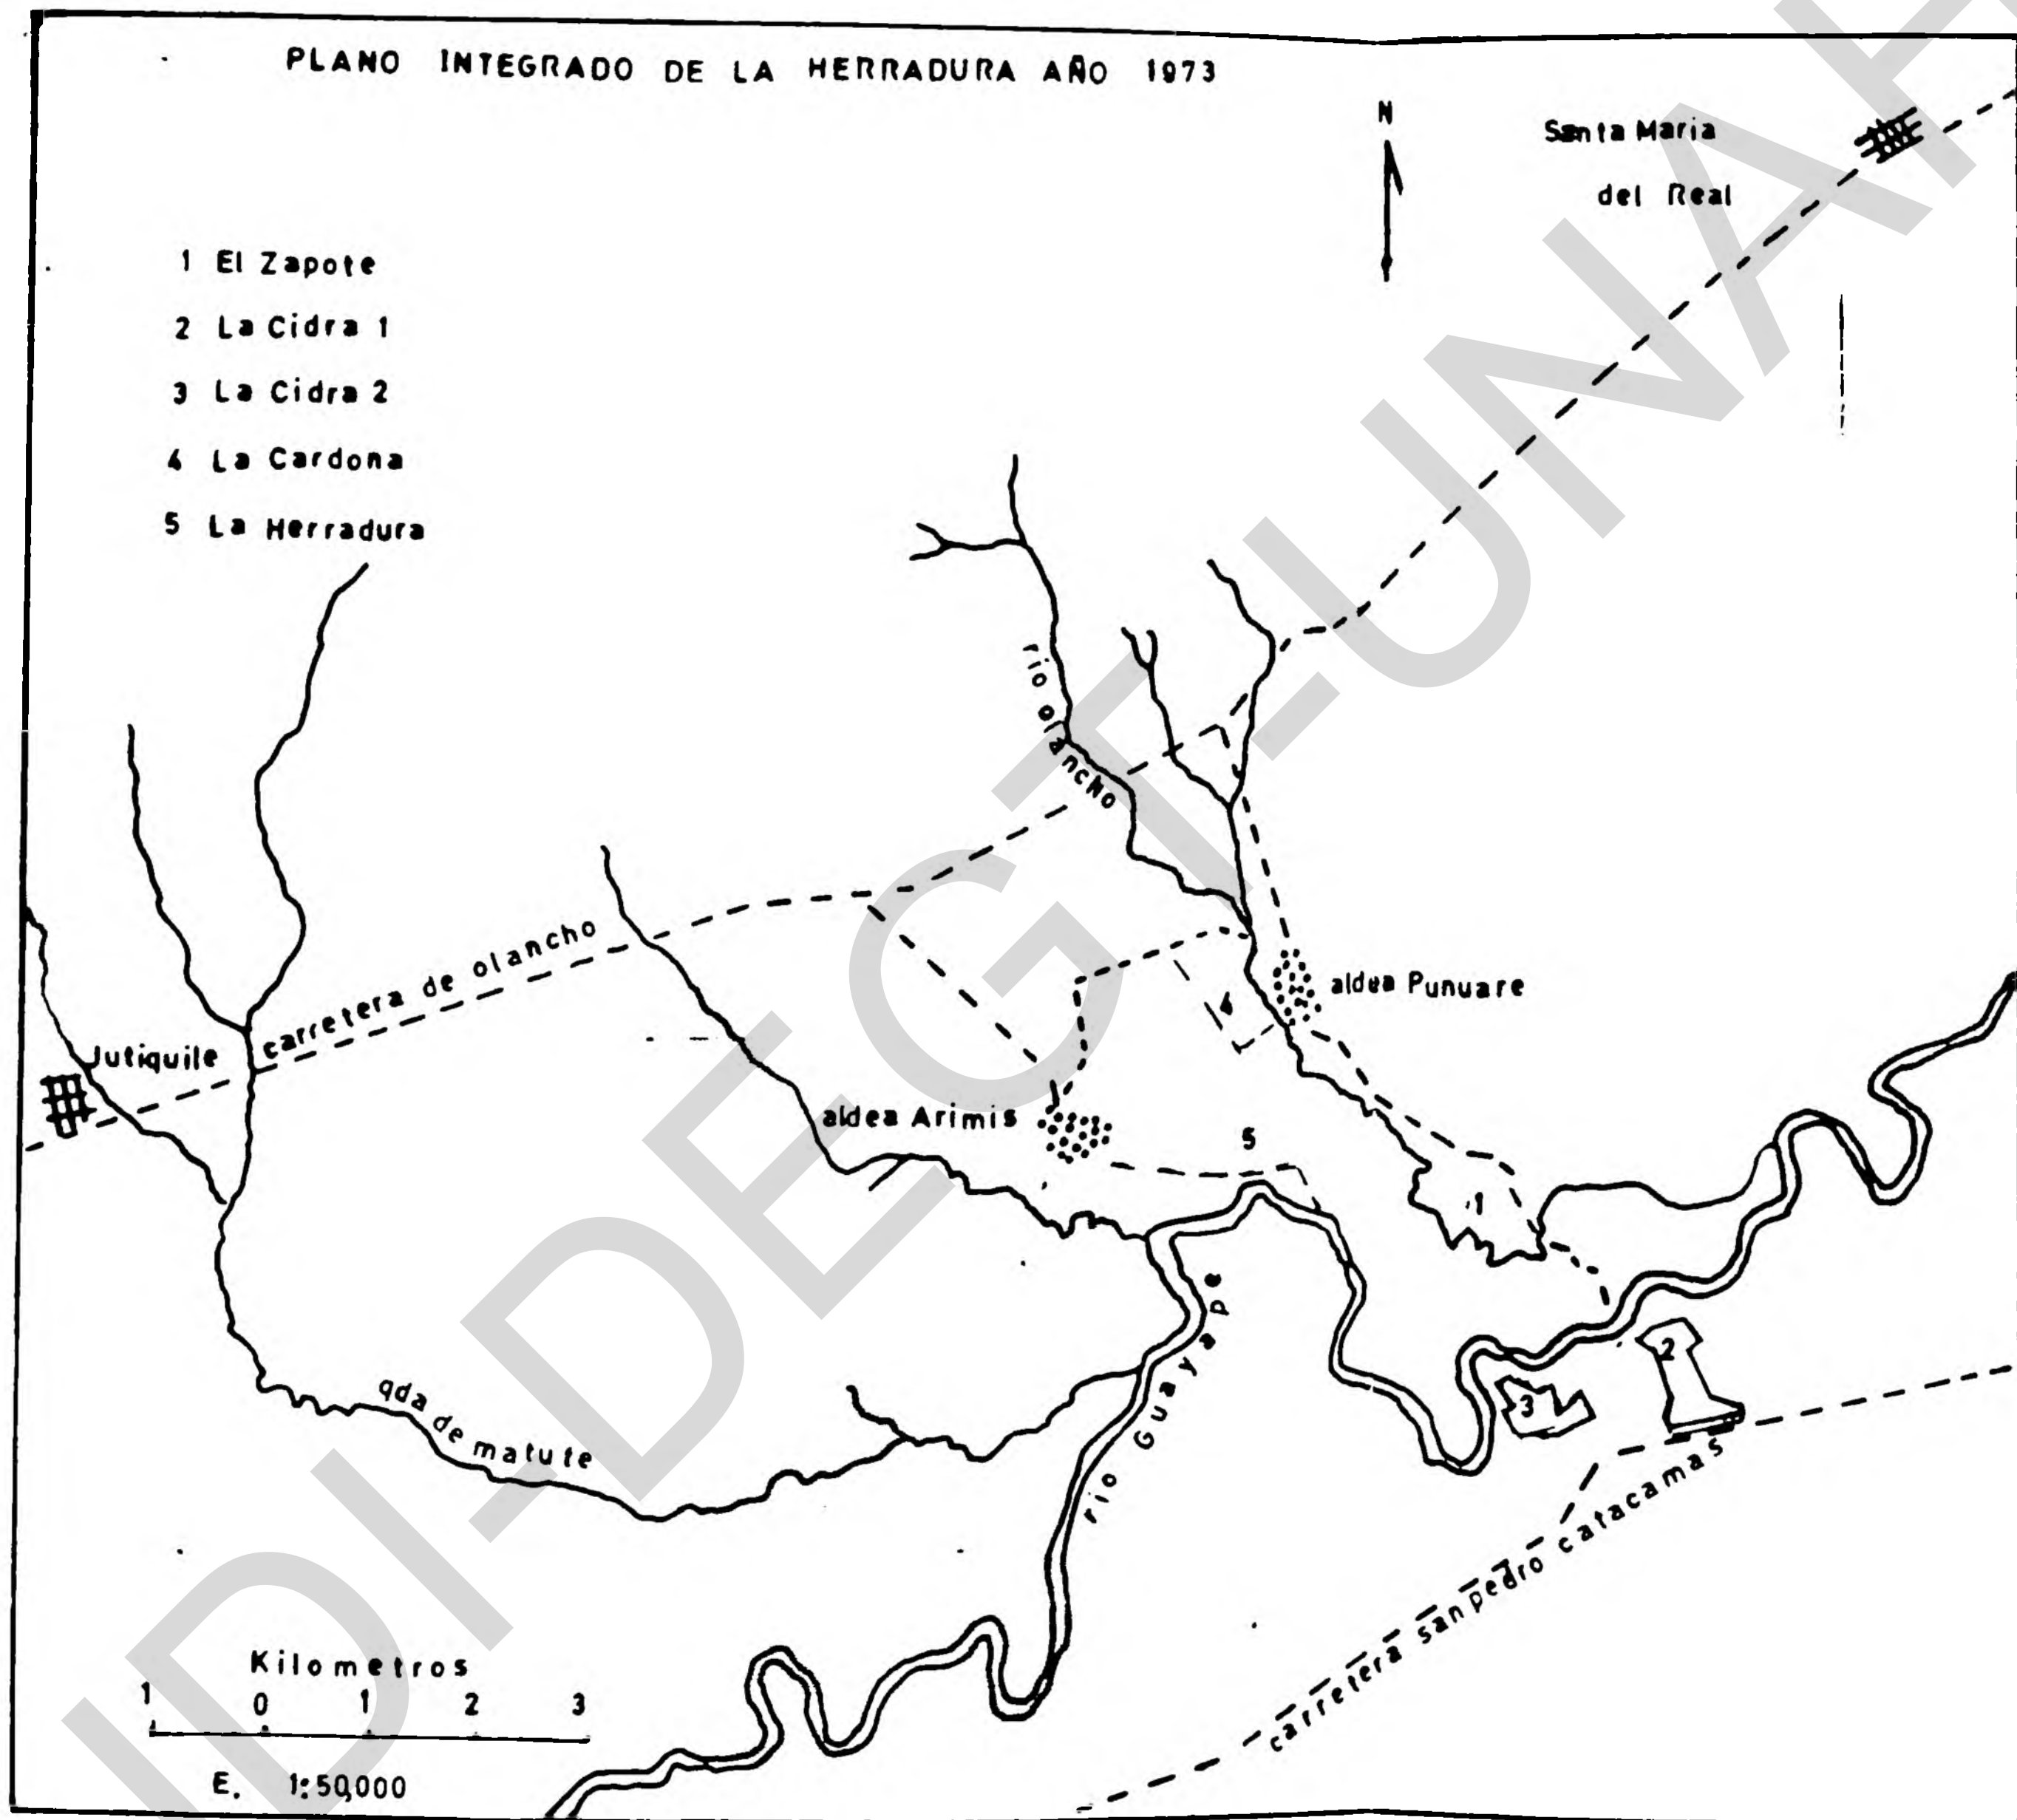 PLANO INTEGRADO DE LA HERRADURA AÑO 1973
N
Santa Maria
del Real
1 El Zapote
2 La Cidra 1
3 La Cidra 2
4 La Cardona
5 La Herradura
rio olancho
carretera de olancho
aldea Punuare
4
Jutiquile
aldea Arimis
5
1
rio Guayape
2
3
qda de matute
carretera san pedro catacamas
Kilometros
1 0 1 2 3
E. 1:50,000
IDI-DEGT-UNAH